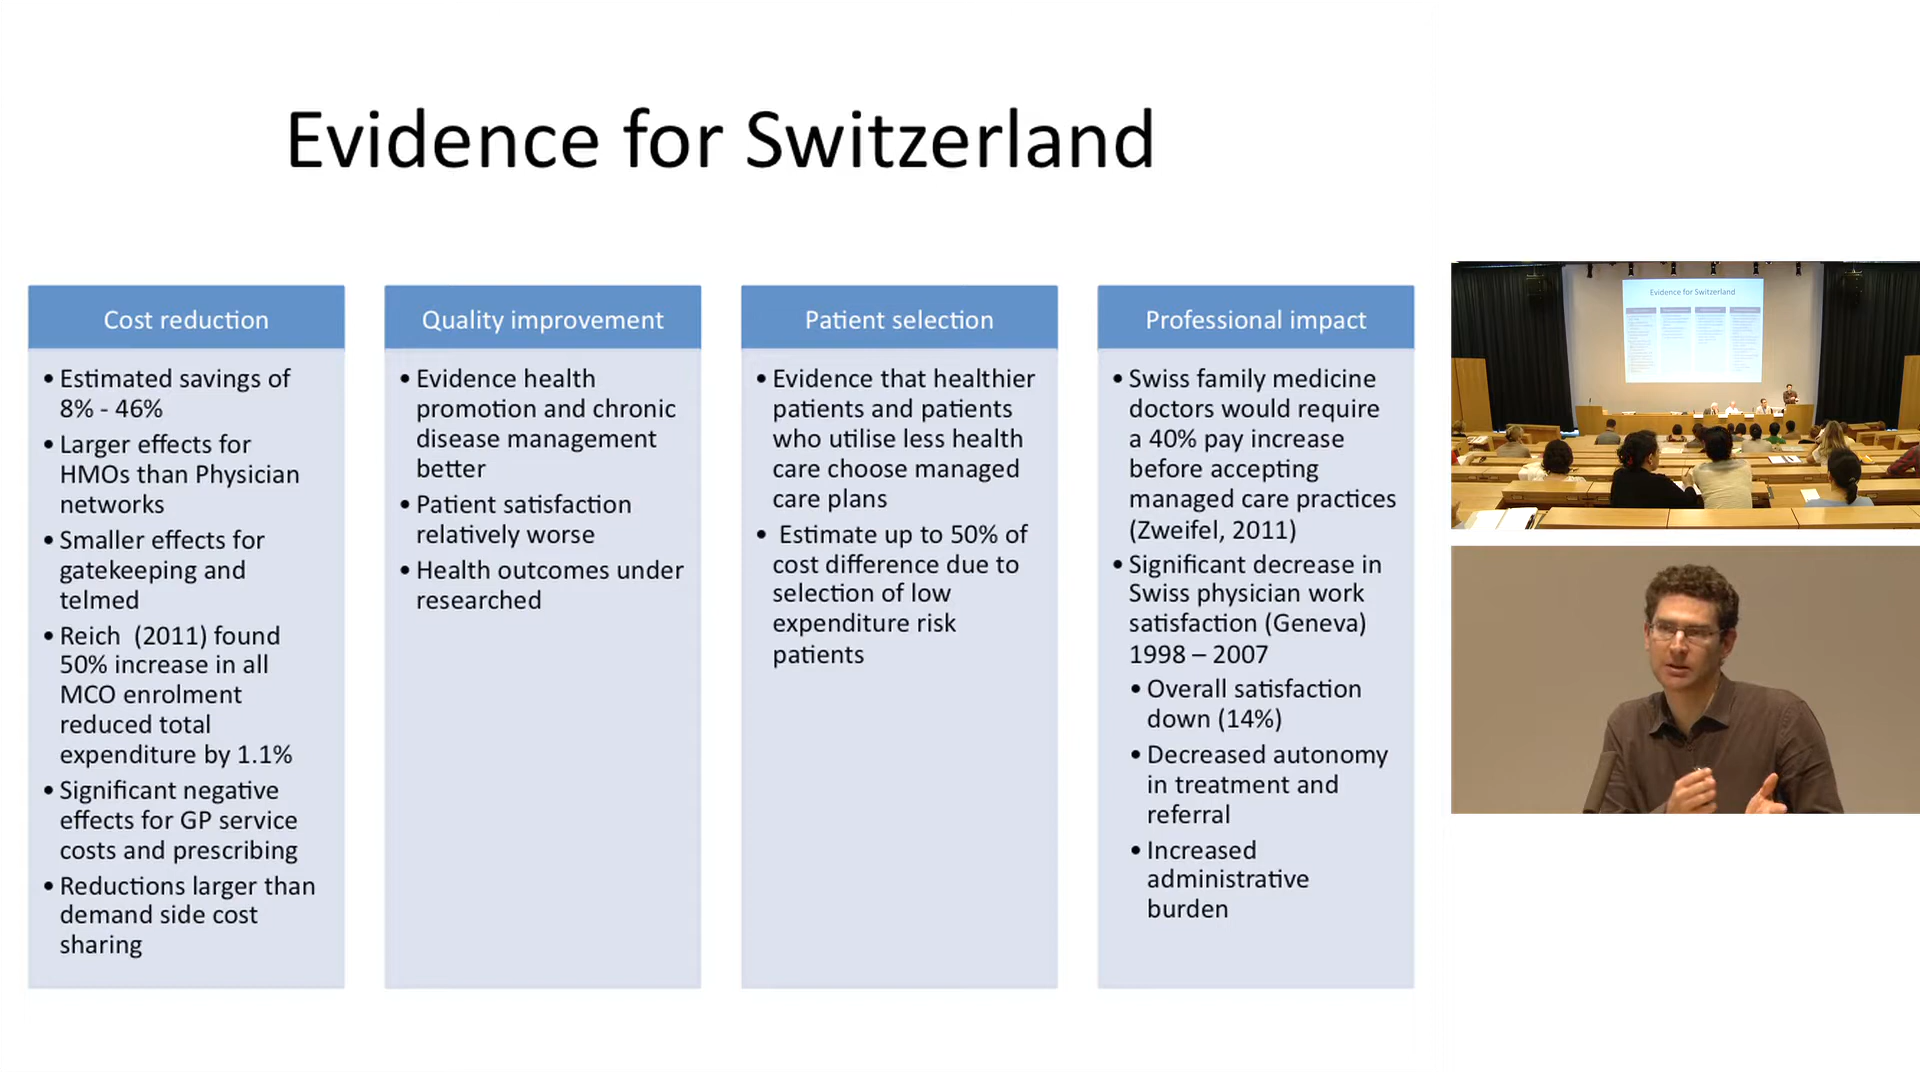 Evidence for Switzerland
Cost reduction
• Estimated savings of
8% - 46%
• Larger effects for
HMOs than Physician
networks
• Smaller effects for
gatekeeping and
telmed
• Reich (2011) found
50% increase in all
MCO enrolment
reduced total
expenditure by 1.1%
• Significant negative
effects for GP service
costs and prescribing
• Reductions larger than
demand side cost
sharing
Quality improvement
• Evidence health
promotion and chronic
disease management
better
• Patient satisfaction
relatively worse
• Health outcomes under
researched
Patient selection
• Evidence that healthier
patients and patients
who utilise less health
care choose managed
care plans
• Estimate up to 50% of
cost difference due to
selection of low
expenditure risk
patients
Professional impact
• Swiss family medicine
doctors would require
a 40% pay increase
before accepting
managed care practices
(Zweifel, 2011)
• Significant decrease in
Swiss physician work
satisfaction (Geneva)
1998 – 2007
• Overall satisfaction
down (14%)
• Decreased autonomy
in treatment and
referral
• Increased
administrative
burden
Evidence for Switzerland